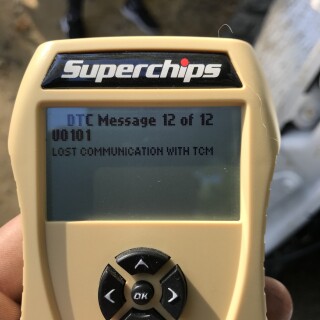 Superchips
DTC Message 12 of 12
U0101
LOST COMMUNICATION WITH TCM
OK